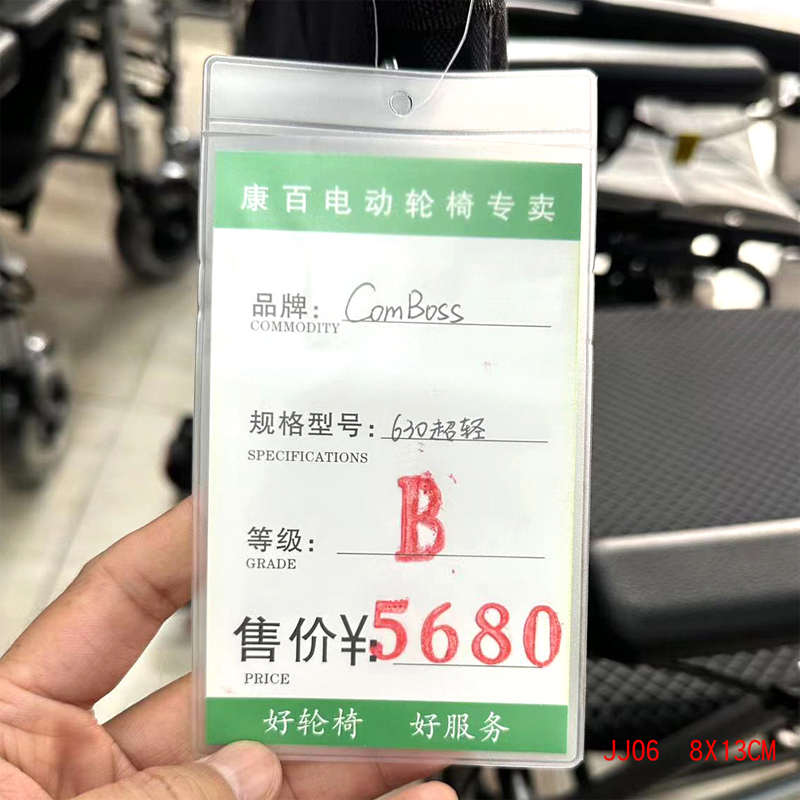 康百电动轮椅专卖
品牌: ComBoss
COMMODITY
规格型号: 630超轻
SPECIFICATIONS
B
等级:
GRADE
售价¥: 5680
PRICE
好轮椅 好服务
JJ06 8X13CM